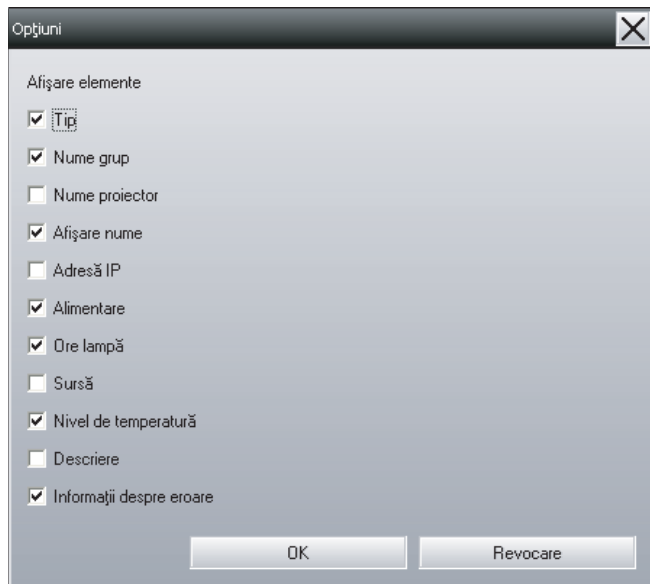 Opţiuni
Afişare elemente
Tip
Nume grup
Nume proiector
Afişare nume
Adresă IP
Alimentare
Ore lampă
Sursă
Nivel de temperatură
Descriere
Informaţii despre eroare
OK Revocare